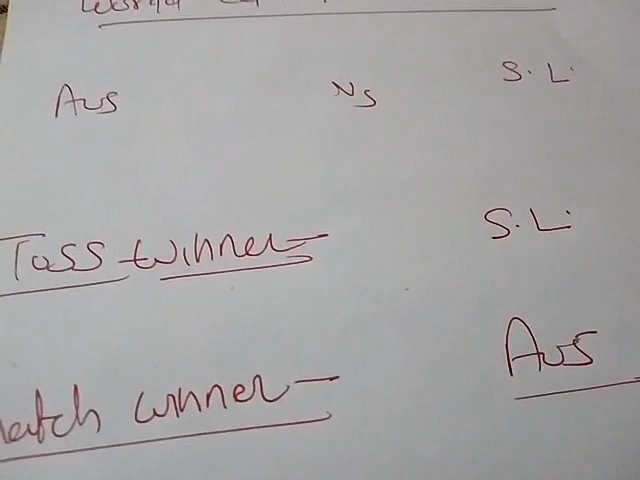 Aus Vs S. L.
Toss winner— S. L.
match winner— Aus